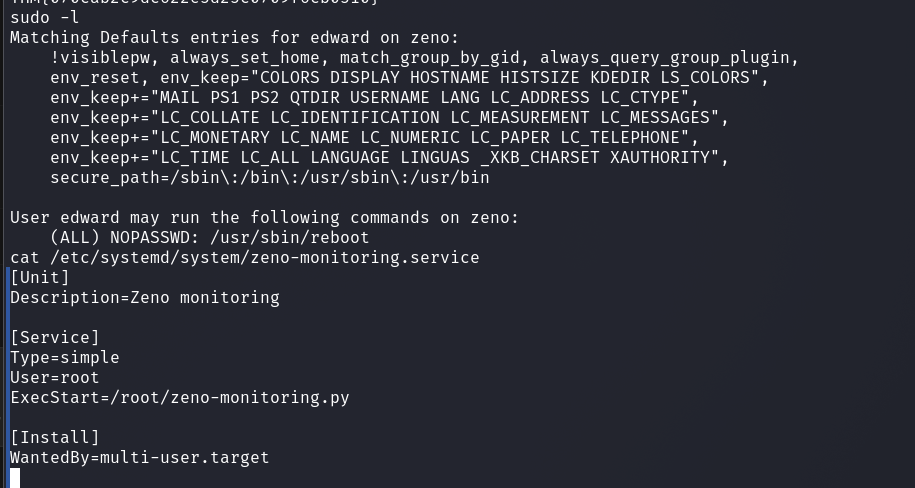 sudo -l
Matching Defaults entries for edward on zeno:
    !visiblepw, always_set_home, match_group_by_gid, always_query_group_plugin,
    env_reset, env_keep="COLORS DISPLAY HOSTNAME HISTSIZE KDEDIR LS_COLORS",
    env_keep+="MAIL PS1 PS2 QTDIR USERNAME LANG LC_ADDRESS LC_CTYPE",
    env_keep+="LC_COLLATE LC_IDENTIFICATION LC_MEASUREMENT LC_MESSAGES",
    env_keep+="LC_MONETARY LC_NAME LC_NUMERIC LC_PAPER LC_TELEPHONE",
    env_keep+="LC_TIME LC_ALL LANGUAGE LINGUAS _XKB_CHARSET XAUTHORITY",
    secure_path=/sbin\:/bin\:/usr/sbin\:/usr/bin

User edward may run the following commands on zeno:
    (ALL) NOPASSWD: /usr/sbin/reboot
cat /etc/systemd/system/zeno-monitoring.service
[Unit]
Description=Zeno monitoring

[Service]
Type=simple
User=root
ExecStart=/root/zeno-monitoring.py

[Install]
WantedBy=multi-user.target